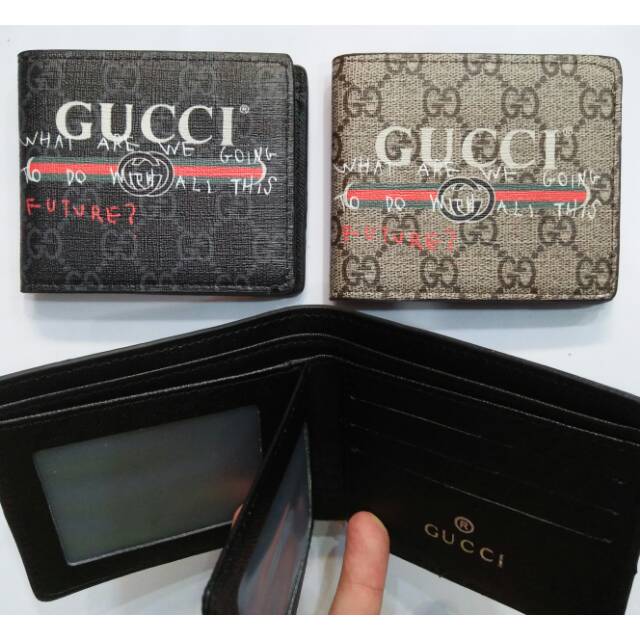 GUCCI®
WHAT ARE WE GOING
TO DO WITH ALL THIS
FUTURE?
GUCCI®
WHAT ARE WE GOING
TO DO WITH ALL THIS
FUTURE?
®
GUCCI